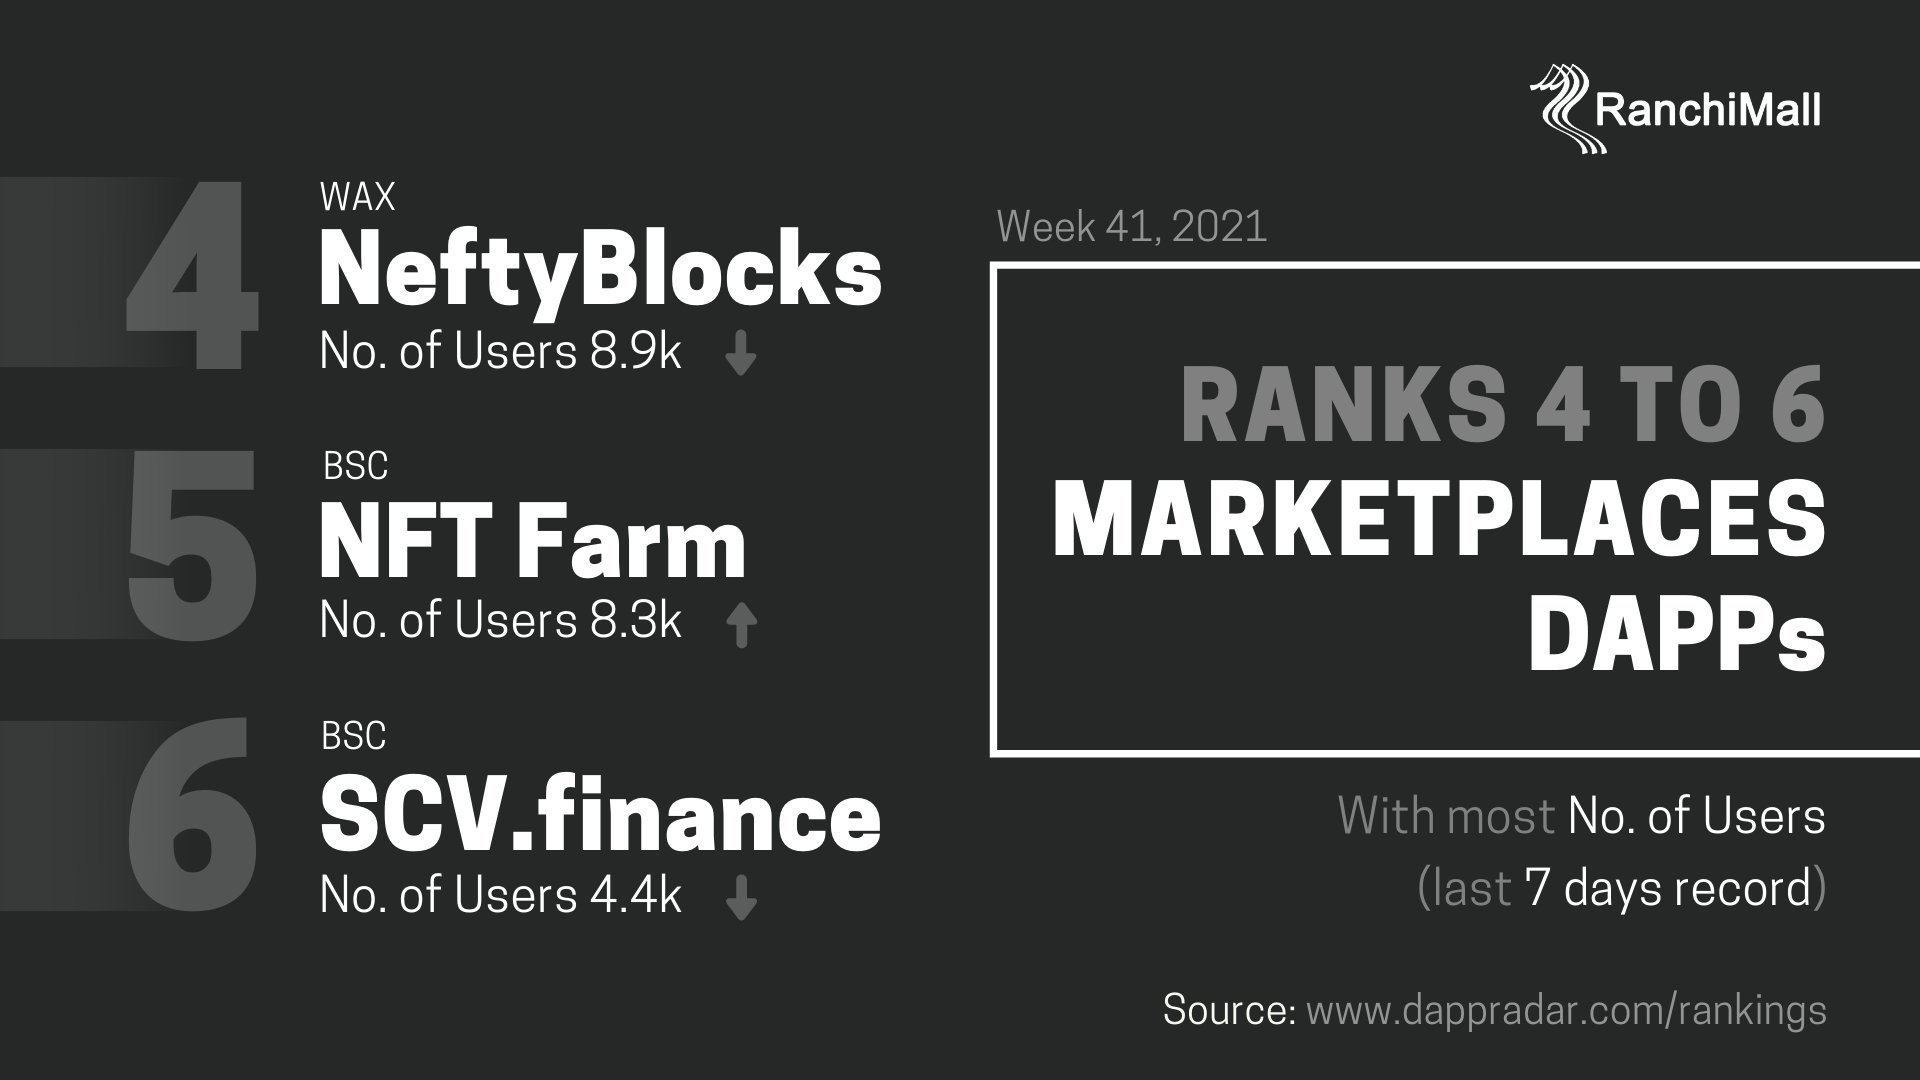 RanchiMall
4
WAX
NeftyBlocks
No. of Users 8.9k
5
BSC
NFT Farm
No. of Users 8.3k
6
BSC
SCV.finance
No. of Users 4.4k
Week 41, 2021
RANKS 4 TO 6
MARKETPLACES
DAPPs
With most No. of Users
(last 7 days record)
Source: www.dappradar.com/rankings